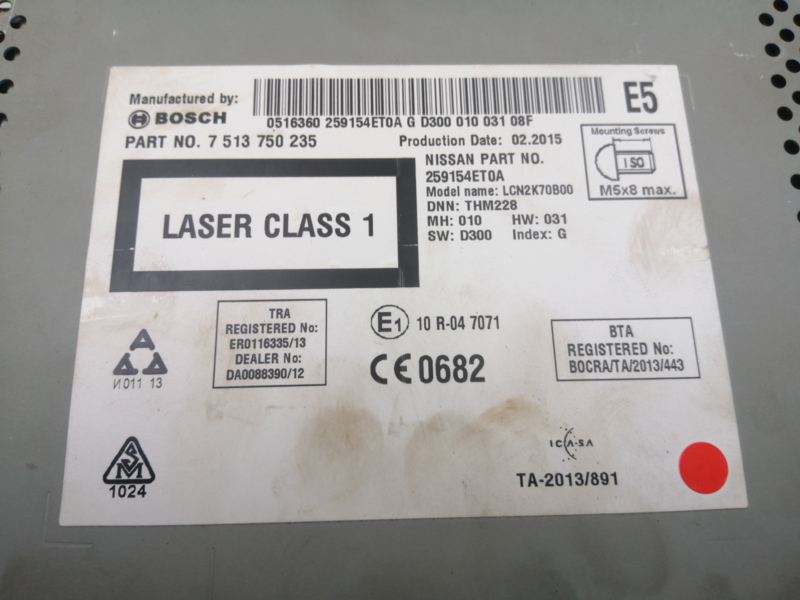 Manufactured by:
BOSCH
0516360 259154ET0A G D300 010 031 08F
E5
PART NO. 7 513 750 235
Production Date: 02.2015
NISSAN PART NO.
259154ET0A
Model name: LCN2K70B00
DNN: THM228
MH: 010 HW: 031
SW: D300 Index: G
Mounting Screws
ISO
M5x8 max.
LASER CLASS 1
TRA
REGISTERED No:
ER0116335/13
DEALER No:
DA0088390/12
E1 10 R-04 7071
CE0682
BTA
REGISTERED No:
BOCRA/TA/2013/443
И011 13
1024
ICASA
TA-2013/891